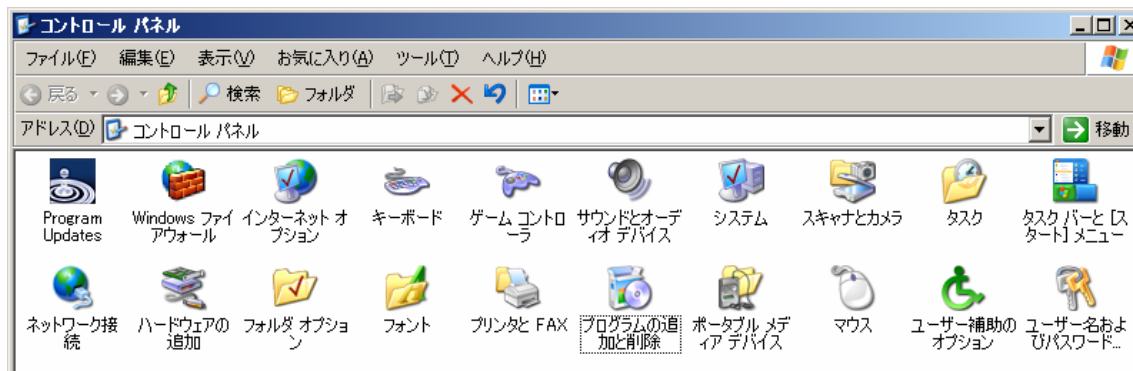 コントロール パネル
ファイル(F) 編集(E) 表示(V) お気に入り(A) ツール(T) ヘルプ(H)
戻る 検索 フォルダ
アドレス(D) コントロール パネル 移動
Program
Updates
Windows ファイ
アウォール
インターネット オ
プション
キーボード
ゲーム コントロ
ーラ
サウンドとオーデ
ィオ デバイス
システム
スキャナとカメラ
タスク
タスク バーと [ス
タート] メニュー
ネットワーク接
続
ハードウェアの
追加
フォルダ オプショ
ン
フォント
プリンタと FAX
プログラムの追
加と削除
ポータブル メデ
ィア デバイス
マウス
ユーザー補助の
オプション
ユーザー名およ
びパスワード...